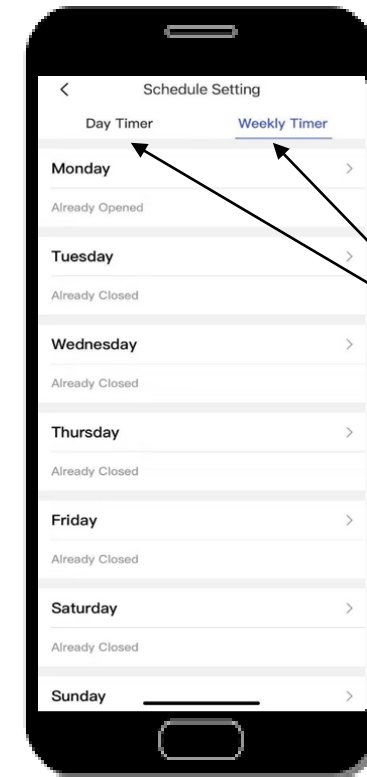 Schedule Setting
Day Timer Weekly Timer
Monday
Already Opened
Tuesday
Already Closed
Wednesday
Already Closed
Thursday
Already Closed
Friday
Already Closed
Saturday
Already Closed
Sunday